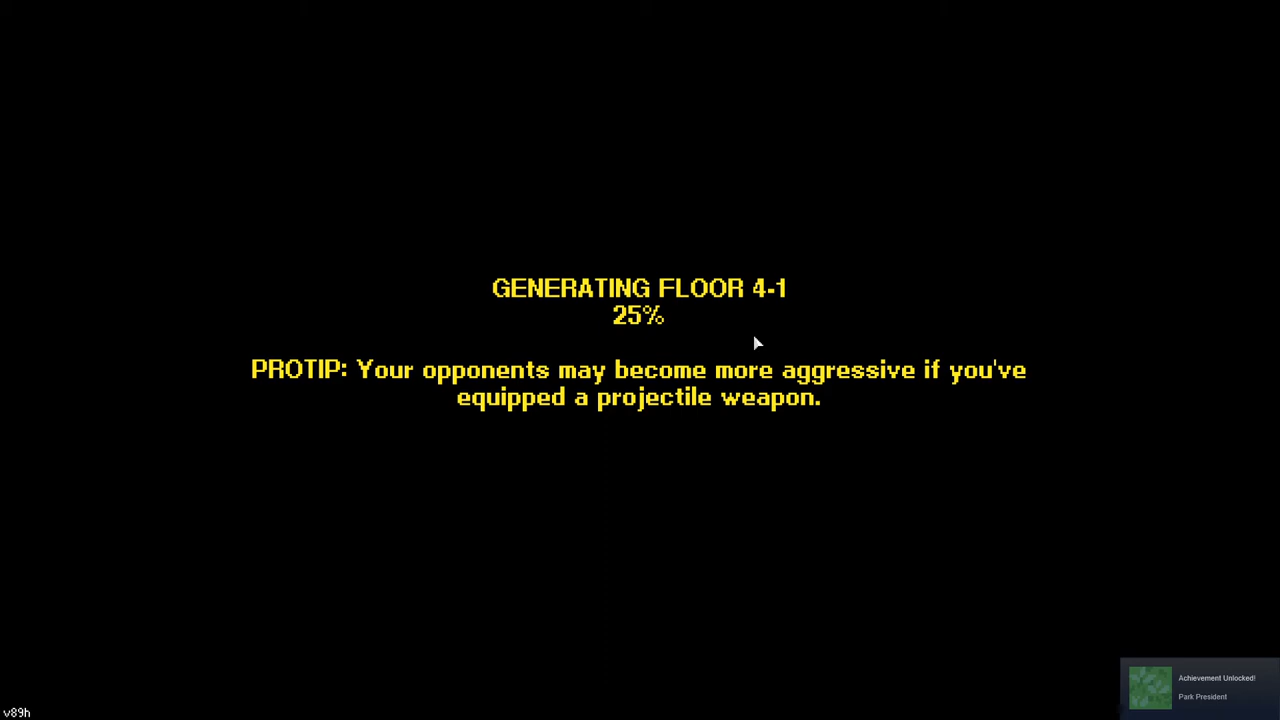 GENERATING FLOOR 4-1
25%
PROTIP: Your opponents may become more aggressive if you've
equipped a projectile weapon.
Achievement Unlocked!
Park President
v89h